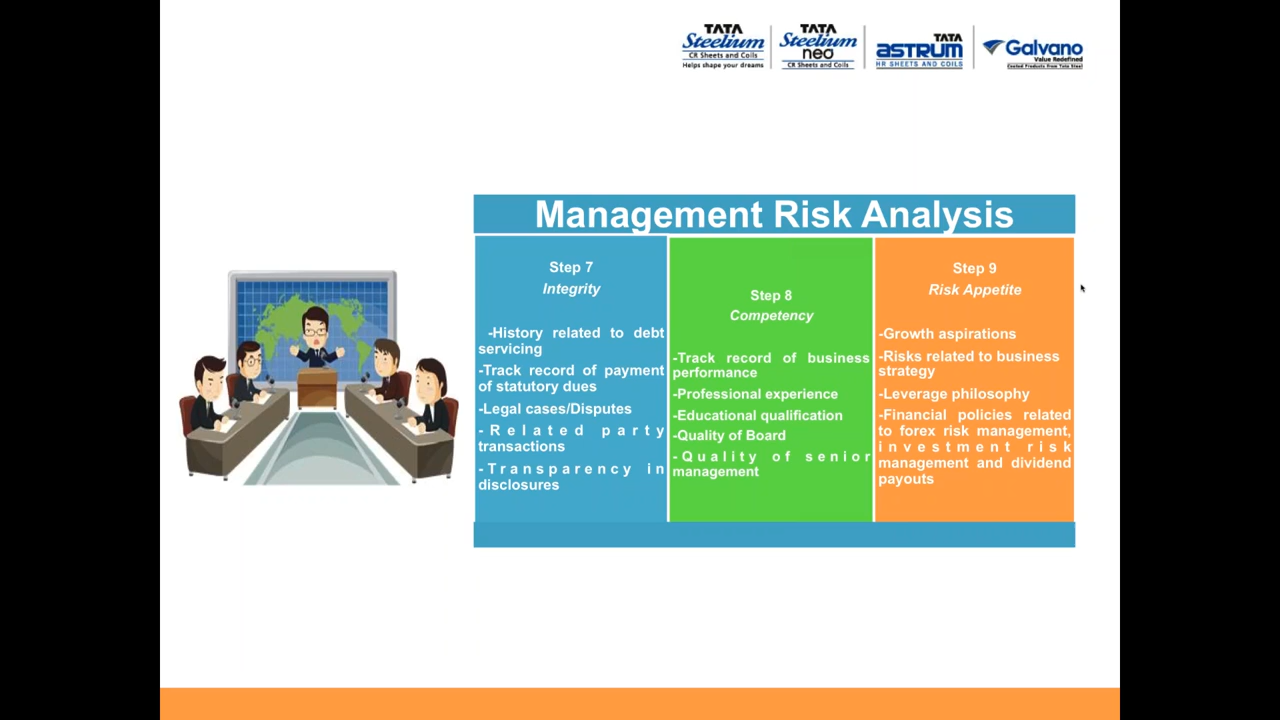 TATA
Steelium
CR Sheets and Coils
Helps shape your dreams
TATA
Steelium
neo
CR Sheets and Coils
TATA
ASTRUM
HR SHEETS AND COILS
Galvano
Value Redefined
Coated Products from Tata Steel
Management Risk Analysis
Step 7
Integrity
-History related to debt
servicing
-Track record of payment
of statutory dues
-Legal cases/Disputes
-Related party
transactions
-Transparency in
disclosures
Step 8
Competency
-Track record of business
performance
-Professional experience
-Educational qualification
-Quality of Board
-Quality of senior
management
Step 9
Risk Appetite
-Growth aspirations
-Risks related to business
strategy
-Leverage philosophy
-Financial policies related
to forex risk management,
investment risk
management and dividend
payouts